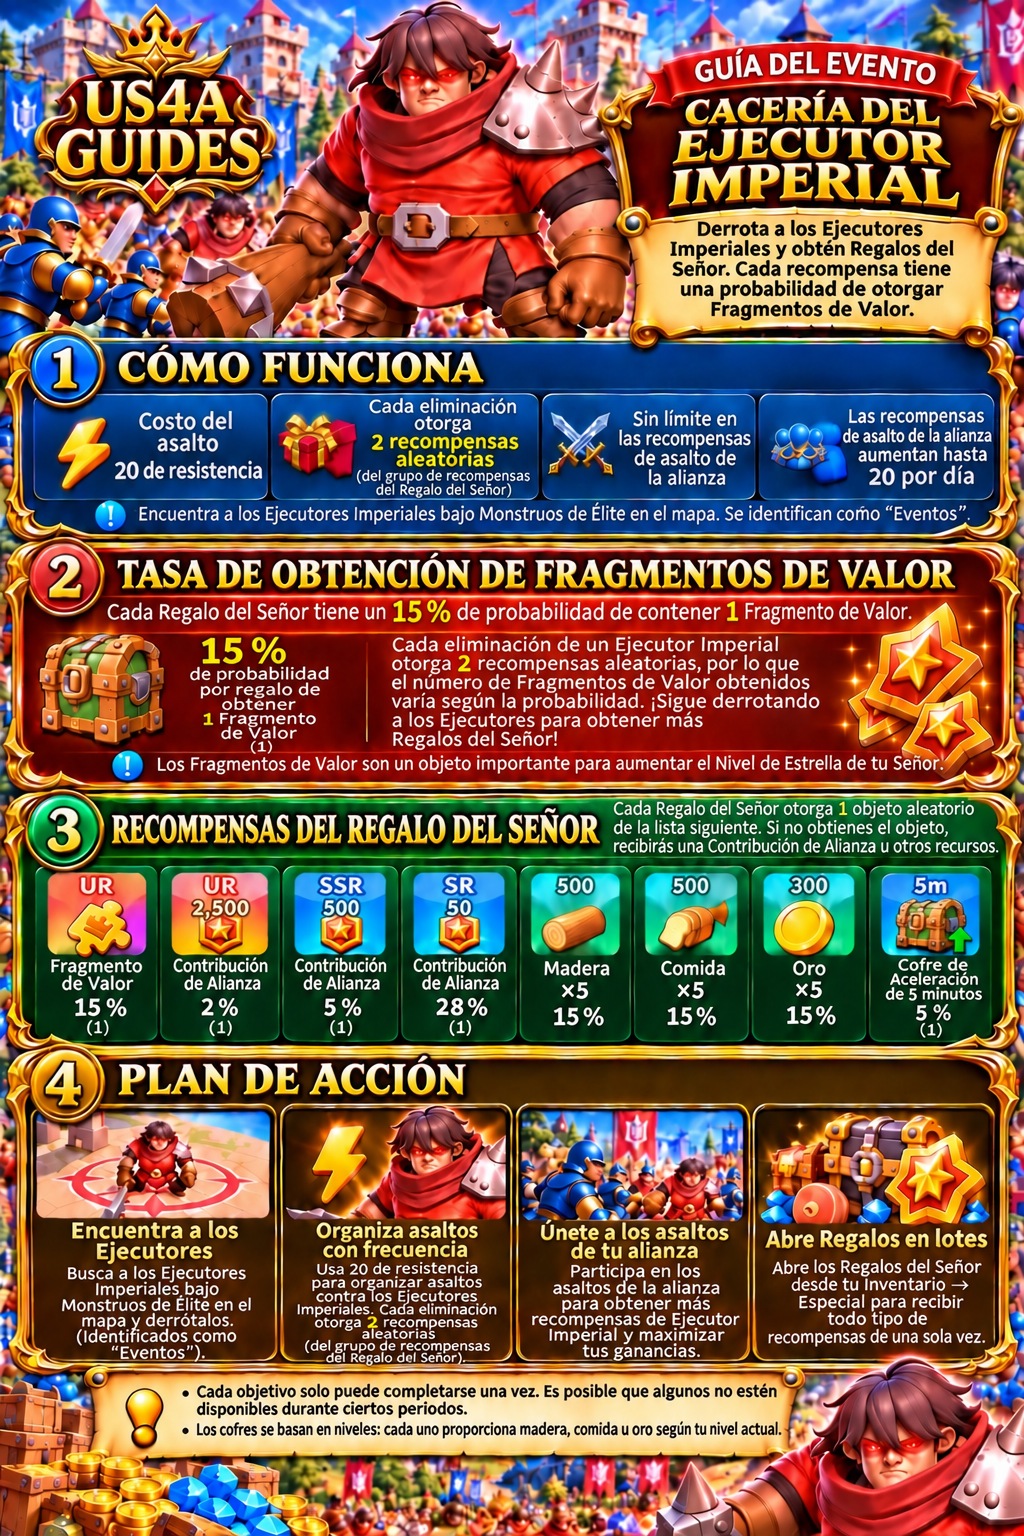 US4A
GUIDES
GUÍA DEL EVENTO
CACERÍA DEL
EJECUTOR
IMPERIAL
Derrota a los Ejecutores
Imperiales y obtén Regalos del
Señor. Cada recompensa tiene
una probabilidad de otorgar
Fragmentos de Valor.
1 CÓMO FUNCIONA
Costo del
asalto
20 de resistencia
Cada eliminación
otorga
2 recompensas
aleatorias
(del grupo de recompensas
del Regalo del Señor)
Sin límite en
las recompensas
de asalto de
la alianza
Las recompensas
de asalto de la alianza
aumentan hasta
20 por día
! Encuentra a los Ejecutores Imperiales bajo Monstruos de Élite en el mapa. Se identifican como “Eventos”.
2 TASA DE OBTENCIÓN DE FRAGMENTOS DE VALOR
Cada Regalo del Señor tiene un 15% de probabilidad de contener 1 Fragmento de Valor.
15%
de probabilidad
por regalo de
obtener
1 Fragmento
de Valor
(1)
Cada eliminación de un Ejecutor Imperial
otorga 2 recompensas aleatorias, por lo que
el número de Fragmentos de Valor obtenidos
varía según la probabilidad. ¡Sigue derrotando
a los Ejecutores para obtener más
Regalos del Señor!
! Los Fragmentos de Valor son un objeto importante para aumentar el Nivel de Estrella de tu Señor.
3 RECOMPENSAS DEL REGALO DEL SEÑOR
Cada Regalo del Señor otorga 1 objeto aleatorio
de la lista siguiente. Si no obtienes el objeto,
recibirás una Contribución de Alianza u otros recursos.
UR
Fragmento
de Valor
15%
(1)
UR
2,500
Contribución
de Alianza
2%
(1)
SSR
500
Contribución
de Alianza
5%
(1)
SR
50
Contribución
de Alianza
28%
(1)
500
Madera
×5
15%
500
Comida
×5
15%
300
Oro
×5
15%
5m
Cofre de
Aceleración
de 5 minutos
5%
(1)
4 PLAN DE ACCIÓN
Encuentra a los
Ejecutores
Busca a los Ejecutores
Imperiales bajo
Monstruos de Élite en el
mapa y derrótalos.
(Identificados como
“Eventos”).
Organiza asaltos
con frecuencia
Usa 20 de resistencia
para organizar asaltos
contra los Ejecutores
Imperiales. Cada eliminación
otorga 2 recompensas
aleatorias
(del grupo de recompensas
del Regalo del Señor).
Únete a los asaltos
de tu alianza
Participa en los
asaltos de la alianza
para obtener más
recompensas de Ejecutor
Imperial y maximizar
tus ganancias.
Abre Regalos en lotes
Abre los Regalos del Señor
desde tu Inventario →
Especial para recibir
todo tipo de
recompensas de una sola vez.
• Cada objetivo solo puede completarse una vez. Es posible que algunos no estén
disponibles durante ciertos periodos.
• Los cofres se basan en niveles: cada uno proporciona madera, comida u oro según tu nivel actual.